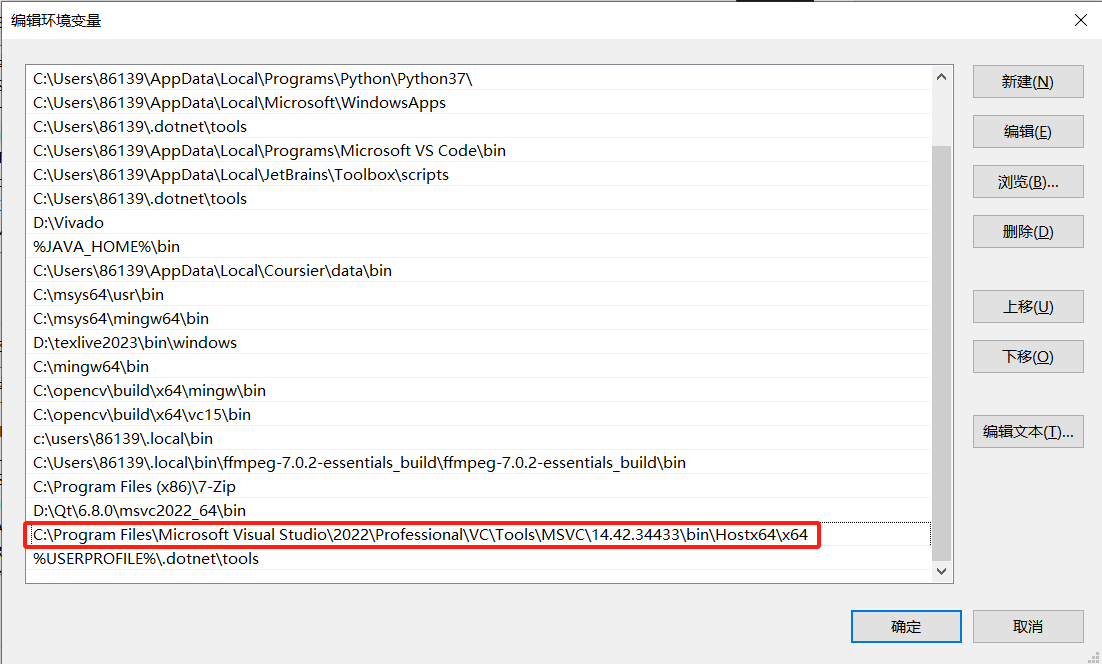 编辑环境变量
C:\Users\86139\AppData\Local\Programs\Python\Python37\
C:\Users\86139\AppData\Local\Microsoft\WindowsApps
C:\Users\86139\.dotnet\tools
C:\Users\86139\AppData\Local\Programs\Microsoft VS Code\bin
C:\Users\86139\AppData\Local\JetBrains\Toolbox\scripts
C:\Users\86139\.dotnet\tools
D:\Vivado
%JAVA_HOME%\bin
C:\Users\86139\AppData\Local\Coursier\data\bin
C:\msys64\usr\bin
C:\msys64\mingw64\bin
D:\texlive2023\bin\windows
C:\mingw64\bin
C:\opencv\build\x64\mingw\bin
C:\opencv\build\x64\vc15\bin
c:\users\86139\.local\bin
C:\Users\86139\.local\bin\ffmpeg-7.0.2-essentials_build\ffmpeg-7.0.2-essentials_build\bin
C:\Program Files (x86)\7-Zip
D:\Qt\6.8.0\msvc2022_64\bin
C:\Program Files\Microsoft Visual Studio\2022\Professional\VC\Tools\MSVC\14.42.34433\bin\Hostx64\x64
%USERPROFILE%\.dotnet\tools
新建(N)
编辑(E)
浏览(B)...
删除(D)
上移(U)
下移(O)
编辑文本(T)...
确定
取消